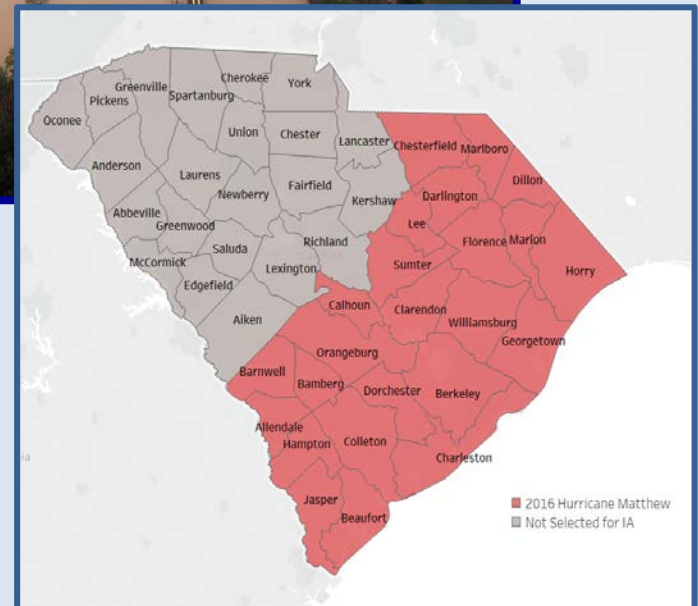 Cherokee
York
Greenville
Spartanburg
Pickens
Oconee
Union
Chester
Lancaster
Chesterfield
Marlboro
Anderson
Laurens
Dillon
Newberry
Fairfield
Kershaw
Darlington
Abbeville
Greenwood
Lee
Saluda
Richland
Florence
Marion
McCormick
Lexington
Sumter
Horry
Edgefield
Calhoun
Clarendon
Aiken
Williamsburg
Georgetown
Orangeburg
Barnwell
Bamberg
Dorchester
Berkeley
Allendale
Hampton
Colleton
Charleston
Jasper
Beaufort
2016 Hurricane Matthew
Not Selected for IA